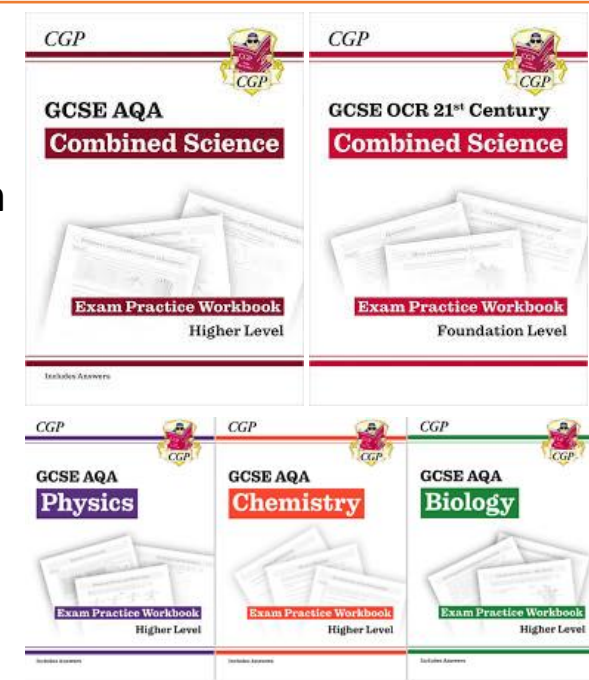 CGP
CGP
GCSE AQA
Combined Science
Exam Practice Workbook
Higher Level
Includes Answers
CGP
CGP
GCSE OCR 21st Century
Combined Science
Exam Practice Workbook
Foundation Level
n
CGP
CGP
GCSE AQA
Physics
Exam Practice Workbook
Higher Level
Includes Answers
CGP
CGP
GCSE AQA
Chemistry
Exam Practice Workbook
Higher Level
Includes Answers
CGP
CGP
GCSE AQA
Biology
Exam Practice Workbook
Higher Level
Includes Answers